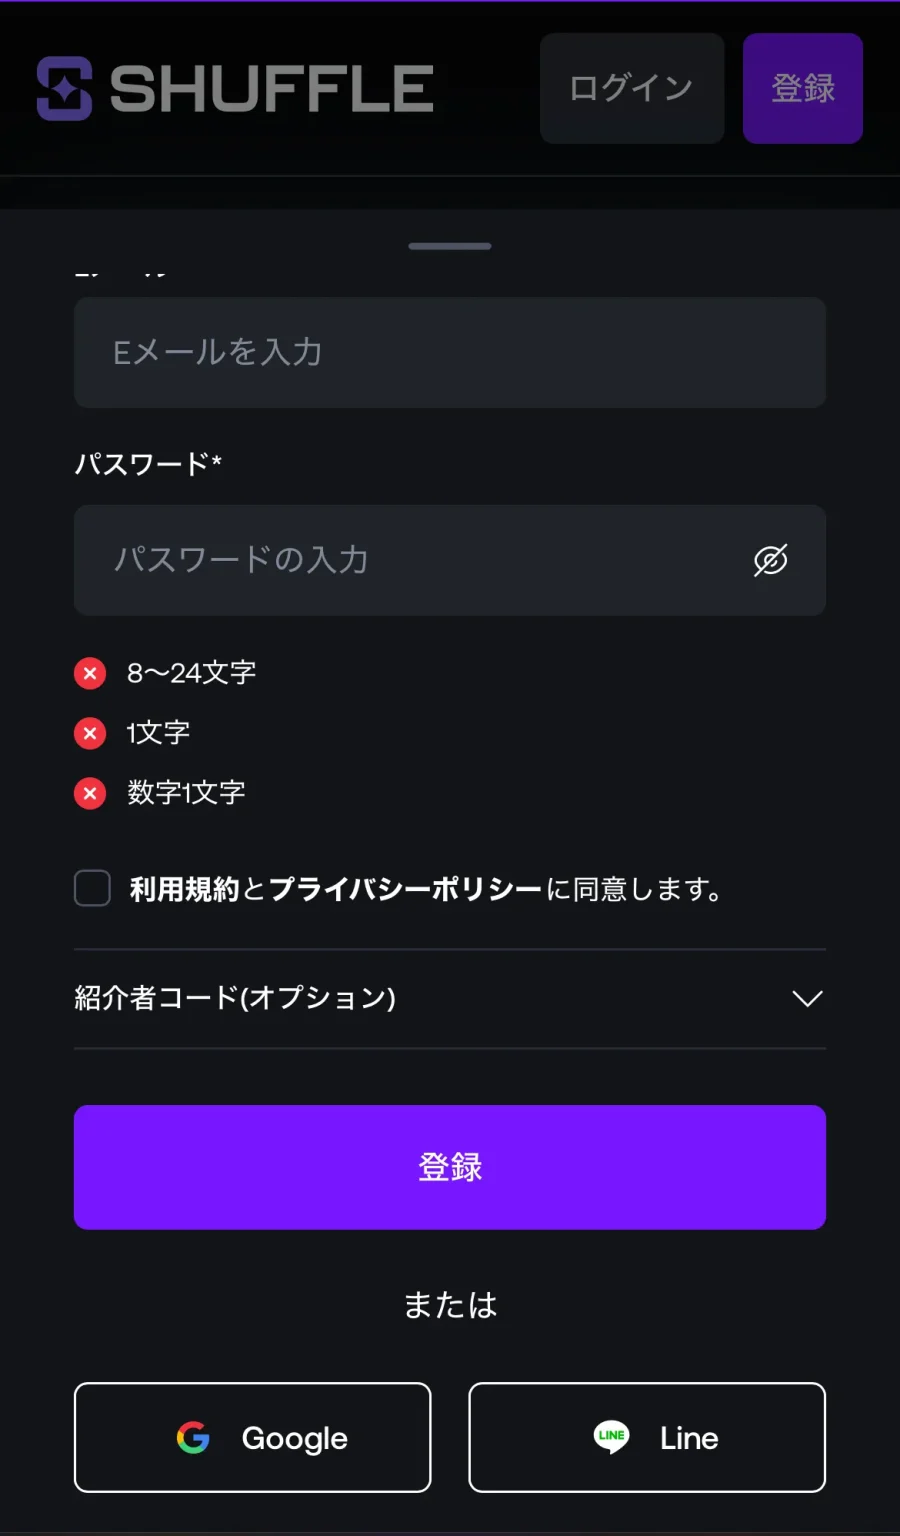 SHUFFLE
ログイン
登録
Eメールを入力
パスワード*
パスワードの入力
8〜24文字
1文字
数字1文字
利用規約とプライバシーポリシーに同意します。
紹介者コード(オプション)
登録
または
Google
LINE Line